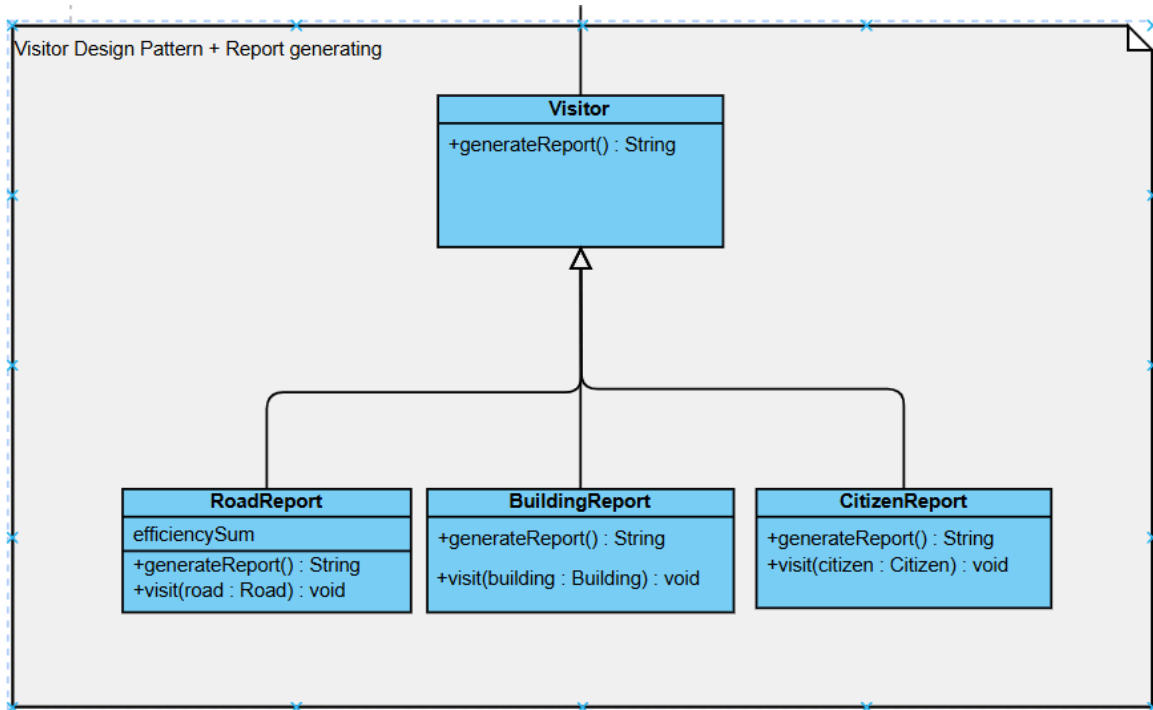 Visitor Design Pattern + Report generating
Visitor
+generateReport() : String
RoadReport
efficiencySum
+generateReport() : String
+visit(road : Road) : void
BuildingReport
+generateReport() : String
+visit(building : Building) : void
CitizenReport
+generateReport() : String
+visit(citizen : Citizen) : void